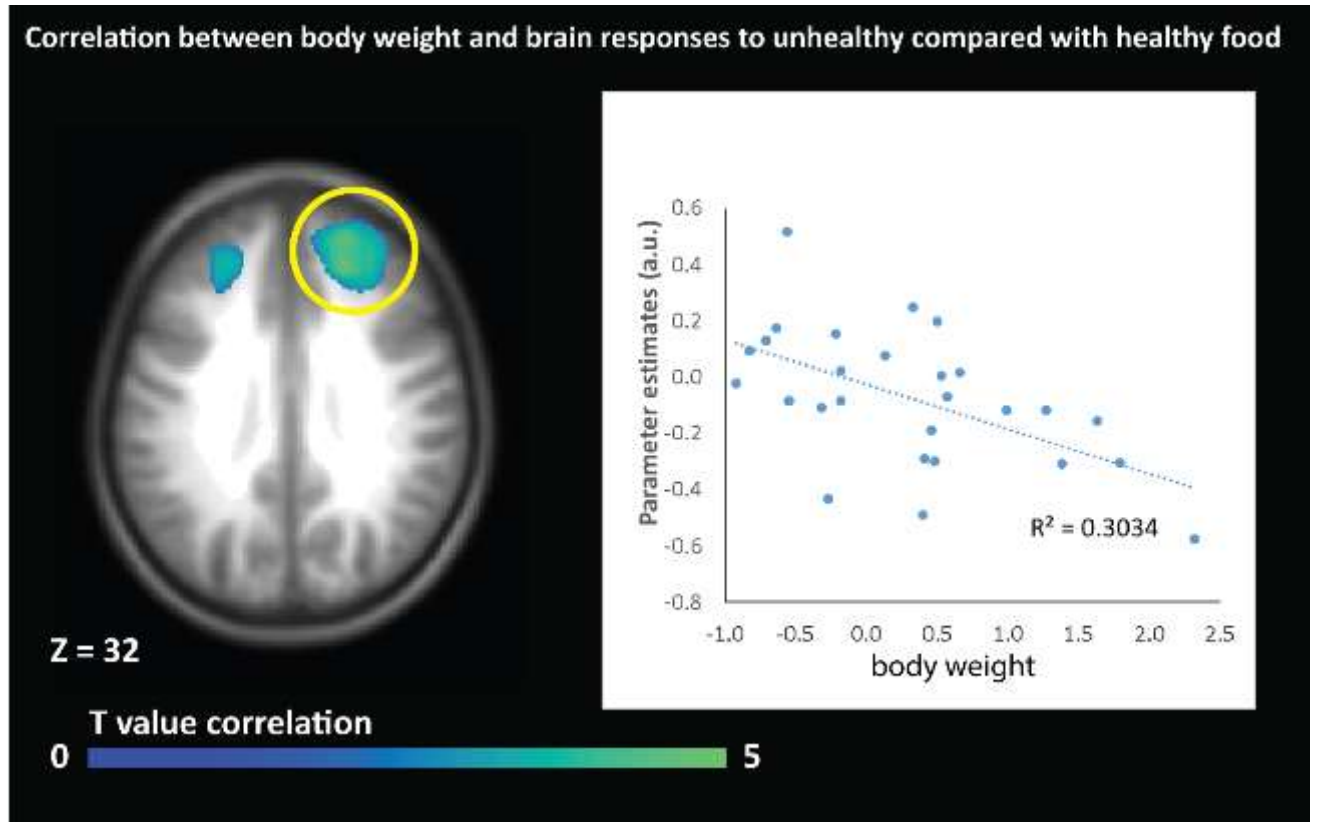 Correlation between body weight and brain responses to unhealthy compared with healthy food
Z = 32
T value correlation
0 5
Parameter estimates (a.u.)
0.6
0.4
0.2
0.0
-0.2
-0.4
-0.6
-0.8
R² = 0.3034
-1.0 -0.5 0.0 0.5 1.0 1.5 2.0 2.5
body weight